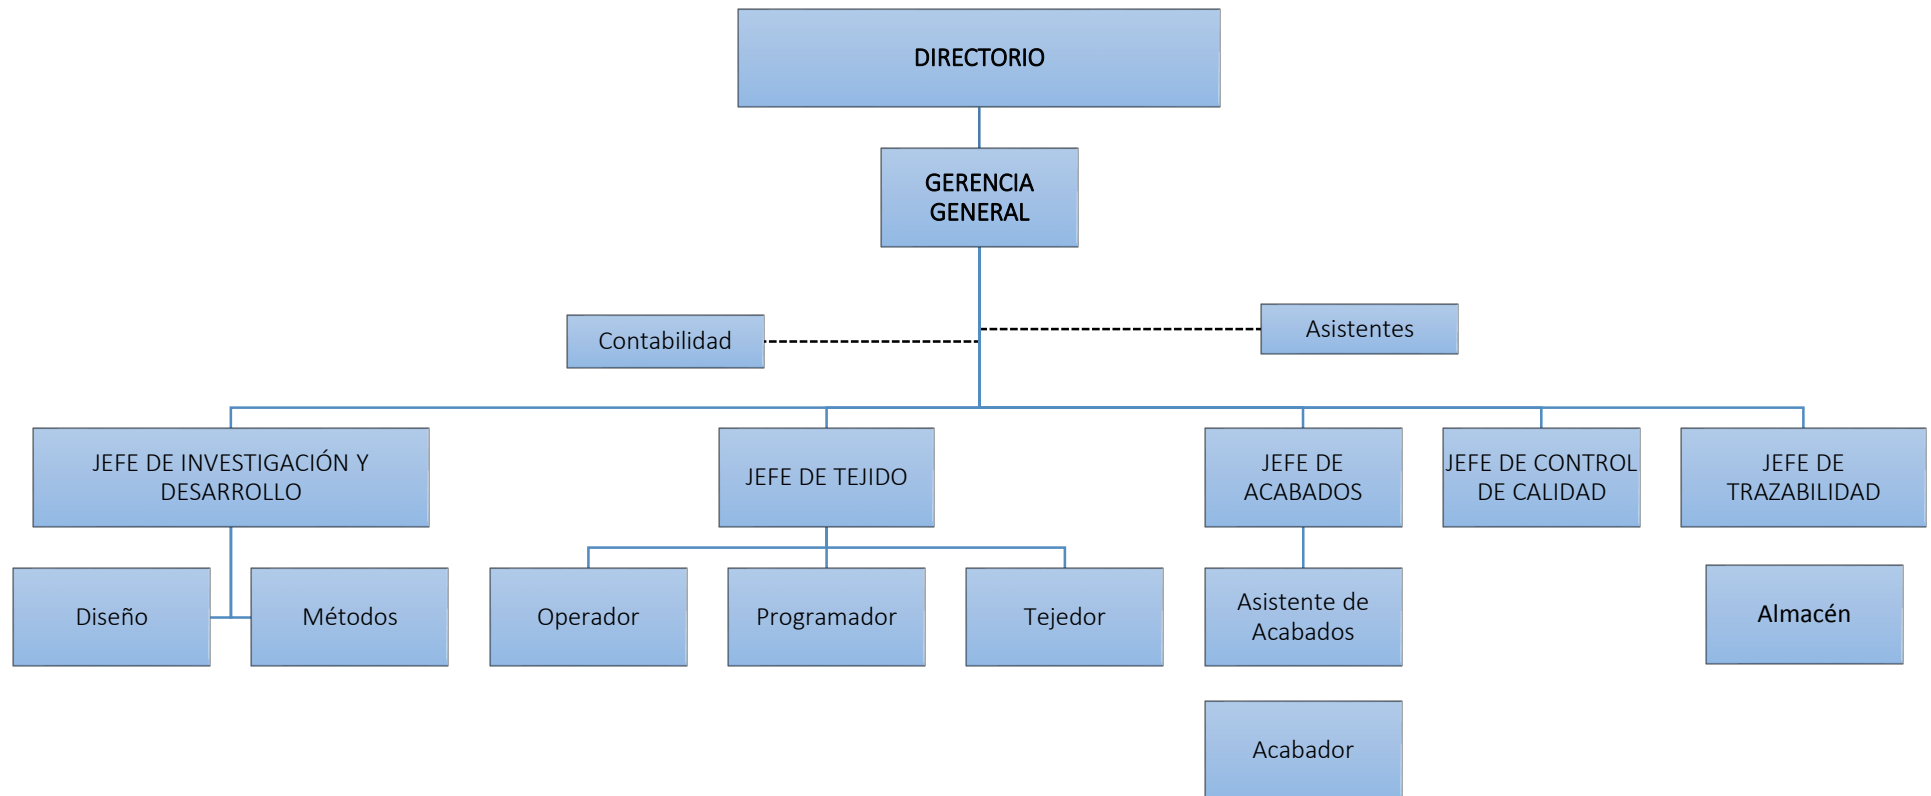 DIRECTORIO
GERENCIA
GENERAL
Contabilidad
Asistentes
JEFE DE INVESTIGACIÓN Y
DESARROLLO
JEFE DE TEJIDO
JEFE DE
ACABADOS
JEFE DE CONTROL
DE CALIDAD
JEFE DE
TRAZABILIDAD
Diseño
Métodos
Operador
Programador
Tejedor
Asistente de
Acabados
Almacén
Acabador